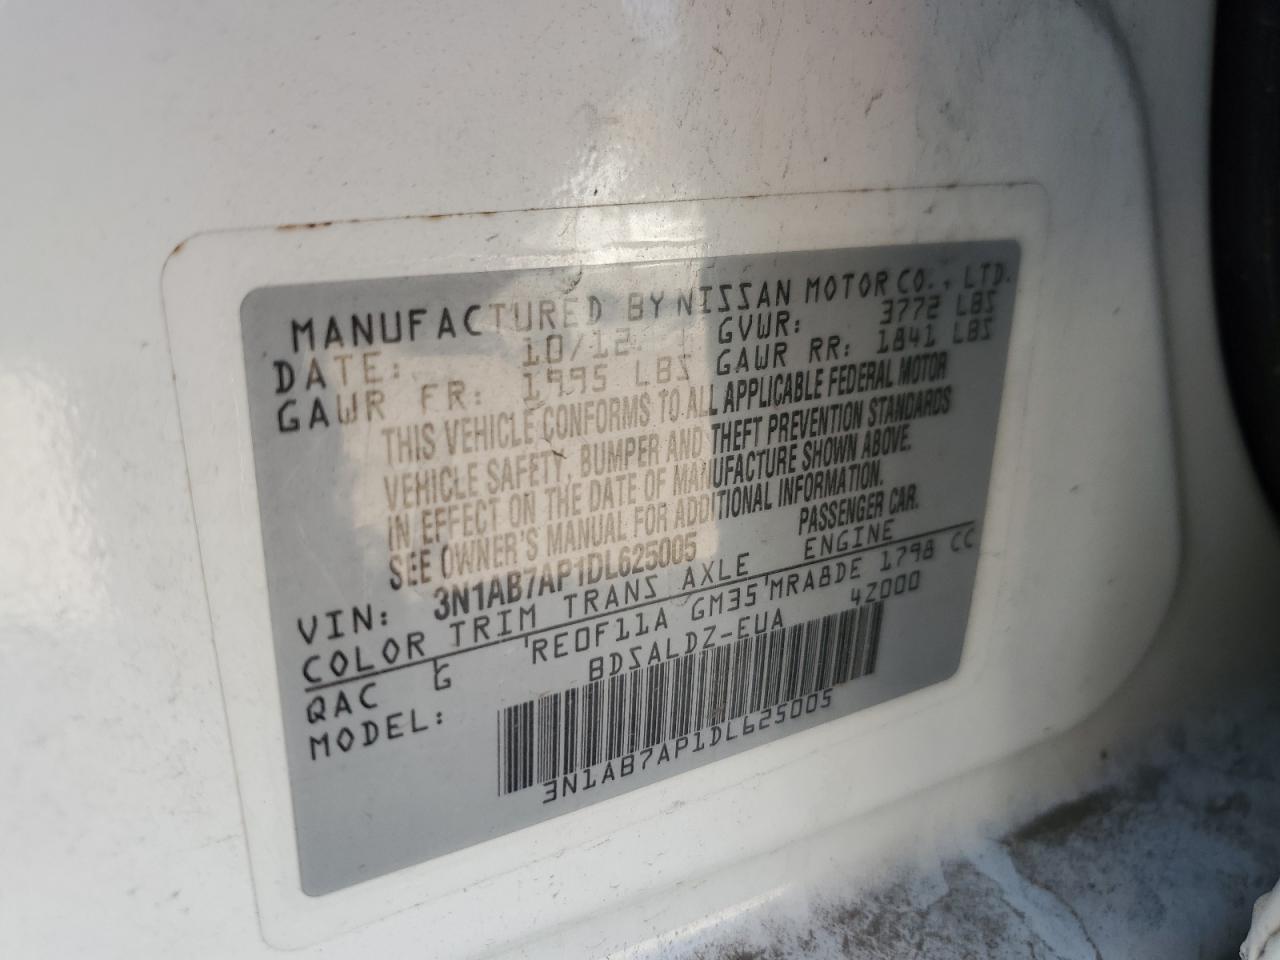 MANUFACTURED BY NISSAN MOTOR CO., LTD.
DATE: 10/12 GVWR: 3772 LBS
GAWR FR: 1995 LBS GAWR RR: 1841 LBS
THIS VEHICLE CONFORMS TO ALL APPLICABLE FEDERAL MOTOR
VEHICLE SAFETY, BUMPER AND THEFT PREVENTION STANDARDS
IN EFFECT ON THE DATE OF MANUFACTURE SHOWN ABOVE.
SEE OWNER'S MANUAL FOR ADDITIONAL INFORMATION.
VIN: 3N1AB7AP1DL625005 PASSENGER CAR.
COLOR TRIM TRANS AXLE ENGINE
QAC G RE0F11A GM35 MRA8DE 1798 CC
MODEL: BDSALDZ-EUA 42000
3N1AB7AP1DL625005